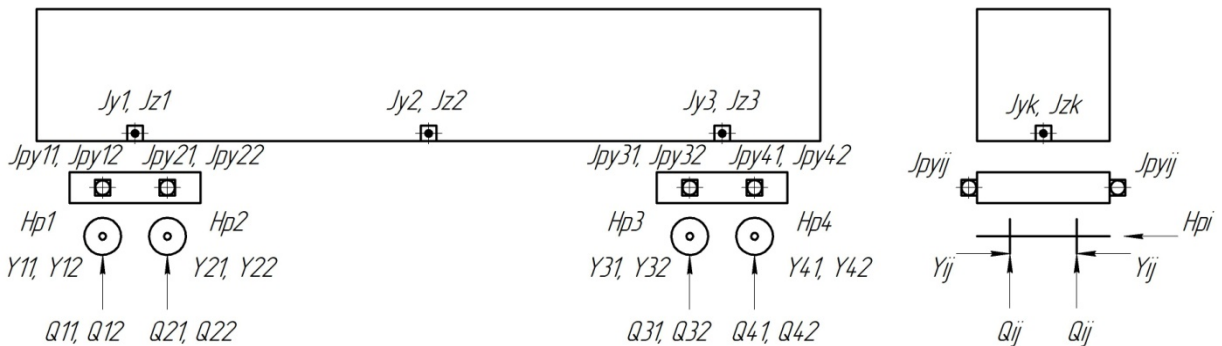 Jy1, Jz1
Jy2, Jz2
Jy3, Jz3
Jyk, Jzk
Jpy11, Jpy12
Jpy21, Jpy22
Jpy31, Jpy32
Jpy41, Jpy42
Jpyij
Jpyij
Hp1
Hp2
Hp3
Hp4
Hpi
Y11, Y12
Y21, Y22
Y31, Y32
Y41, Y42
Yij
Yij
Q11, Q12
Q21, Q22
Q31, Q32
Q41, Q42
Qij
Qij